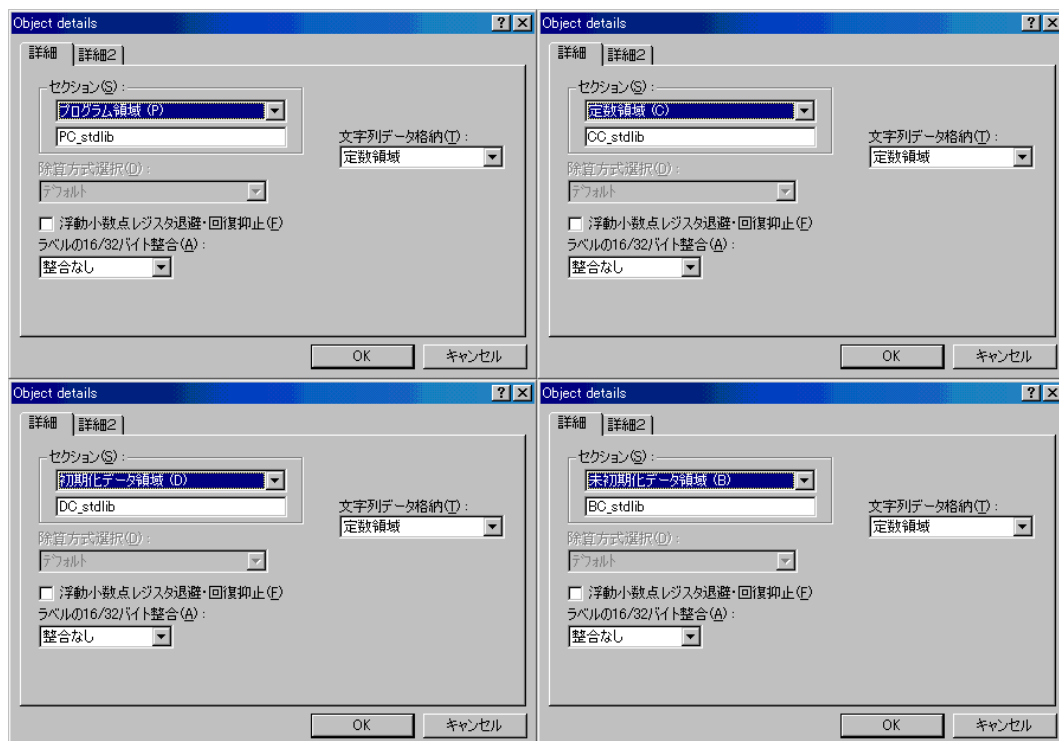 Object details
詳細 詳細2
セクション(S) :
プログラム領域 (P)
PC_stdlib
文字列データ格納(T) :
定数領域
除算方式選択(D) :
デフォルト
浮動小数点レジスタ退避・回復抑止(F)
ラベルの16/32バイト整合(A) :
整合なし
OK キャンセル
Object details
詳細 詳細2
セクション(S) :
定数領域 (C)
CC_stdlib
文字列データ格納(T) :
定数領域
除算方式選択(D) :
デフォルト
浮動小数点レジスタ退避・回復抑止(F)
ラベルの16/32バイト整合(A) :
整合なし
OK キャンセル
Object details
詳細 詳細2
セクション(S) :
初期化データ領域 (D)
DC_stdlib
文字列データ格納(T) :
定数領域
除算方式選択(D) :
デフォルト
浮動小数点レジスタ退避・回復抑止(F)
ラベルの16/32バイト整合(A) :
整合なし
OK キャンセル
Object details
詳細 詳細2
セクション(S) :
未初期化データ領域 (B)
BC_stdlib
文字列データ格納(T) :
定数領域
除算方式選択(D) :
デフォルト
浮動小数点レジスタ退避・回復抑止(F)
ラベルの16/32バイト整合(A) :
整合なし
OK キャンセル